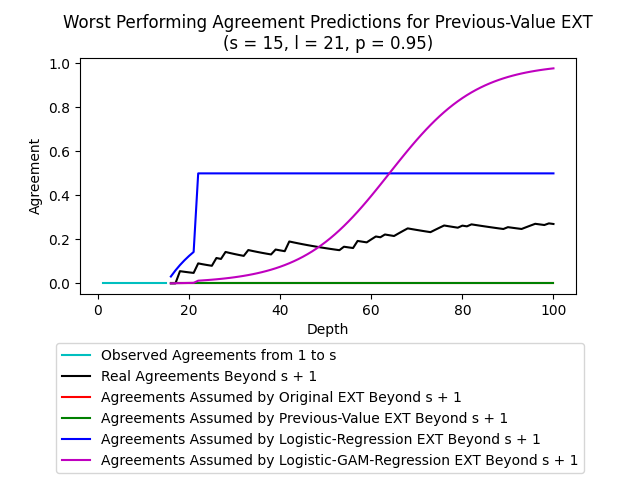 Worst Performing Agreement Predictions for Previous-Value EXT
(s = 15, l = 21, p = 0.95)
1.0
0.8
0.6
0.4
0.2
0.0
Agreement
0 20 40 60 80 100
Depth
Observed Agreements from 1 to s
Real Agreements Beyond s + 1
Agreements Assumed by Original EXT Beyond s + 1
Agreements Assumed by Previous-Value EXT Beyond s + 1
Agreements Assumed by Logistic-Regression EXT Beyond s + 1
Agreements Assumed by Logistic-GAM-Regression EXT Beyond s + 1